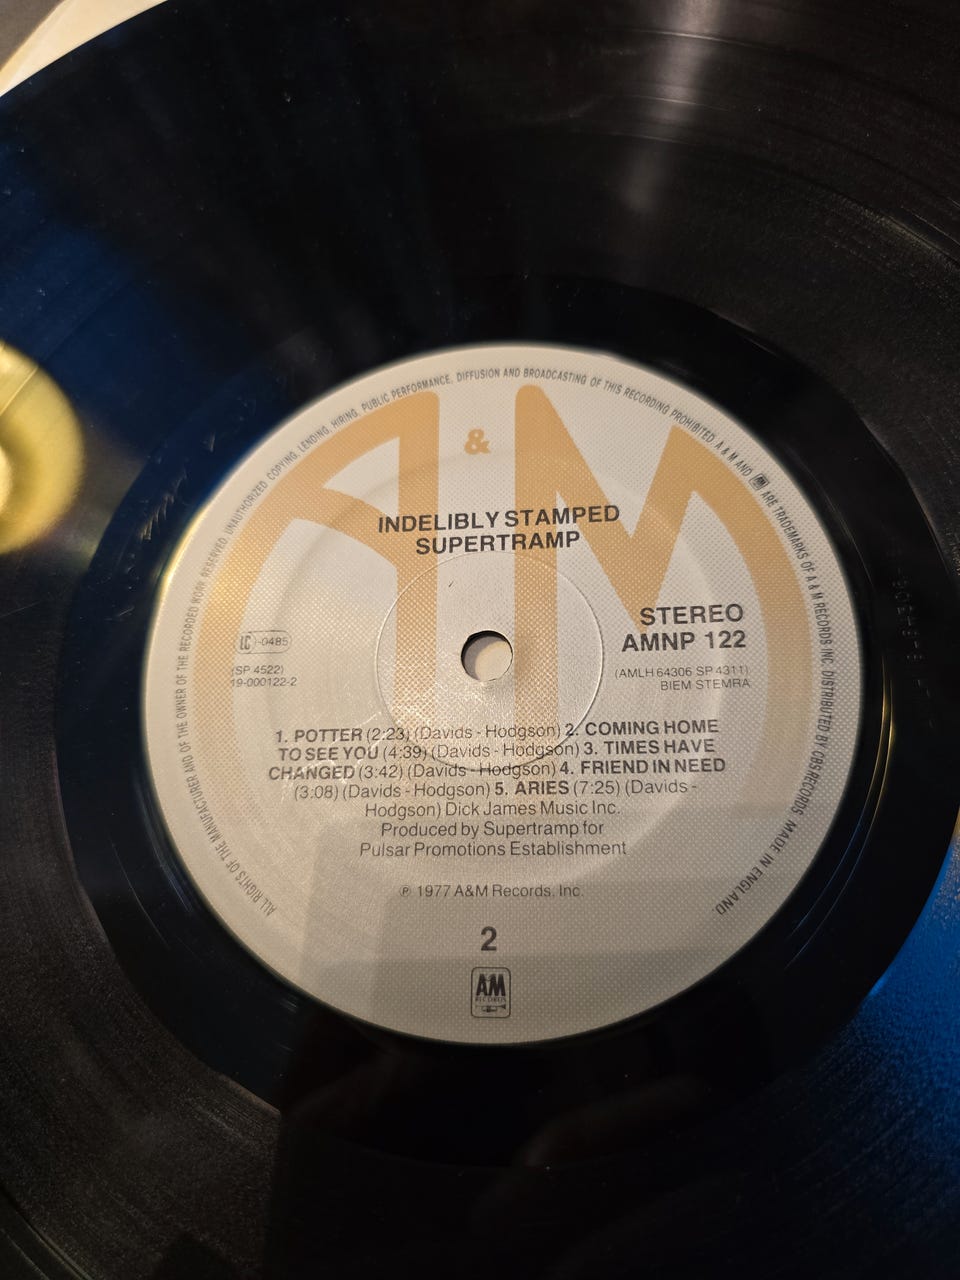 ALL RIGHTS OF THE MANUFACTURER AND OF THE OWNER OF THE RECORDED WORK RESERVED. UNAUTHORIZED COPYING, LENDING, HIRING, PUBLIC PERFORMANCE, DIFFUSION AND BROADCASTING OF THIS RECORDING PROHIBITED. A & M AND AM ARE TRADEMARKS OF A & M RECORDS INC. DISTRIBUTED BY CBS RECORDS. MADE IN ENGLAND.
A & M
INDELIBLY STAMPED
SUPERTRAMP
STEREO
AMNP 122
LC-0485
(SP 4522)
19-000122-2
(AMLH 64306 SP 4311)
BIEM STEMRA
1. POTTER (2:23) (Davids - Hodgson) 2. COMING HOME
TO SEE YOU (4:39) (Davids - Hodgson) 3. TIMES HAVE
CHANGED (3:42) (Davids - Hodgson) 4. FRIEND IN NEED
(3:08) (Davids - Hodgson) 5. ARIES (7:25) (Davids -
Hodgson) Dick James Music Inc.
Produced by Supertramp for
Pulsar Promotions Establishment
℗ 1977 A&M Records, Inc.
2
AM
RECORDS